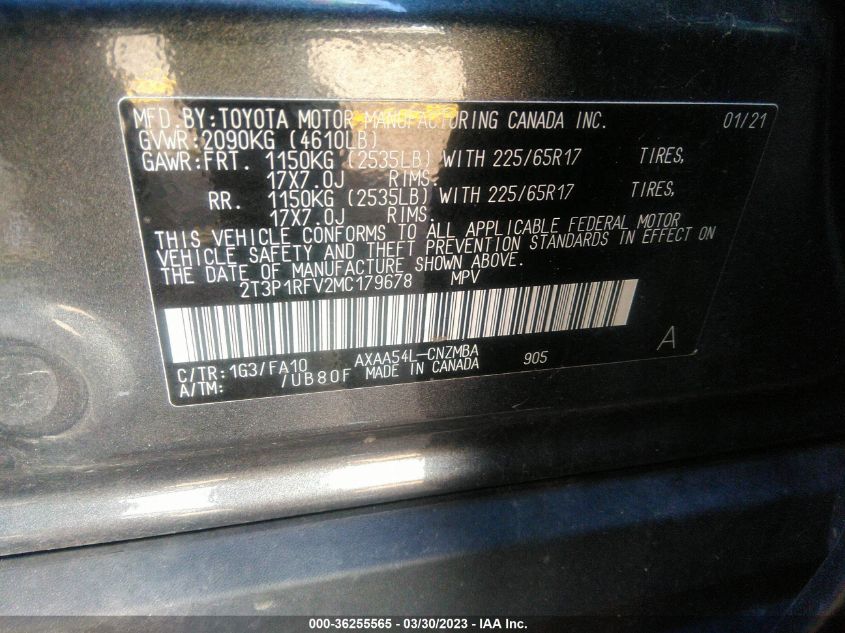 MFD.BY:TOYOTA MOTOR MANUFACTURING CANADA INC. 01/21
GVWR:2090KG (4610LB)
GAWR:FRT. 1150KG (2535LB) WITH 225/65R17 TIRES,
17X7.0J RIMS.
RR. 1150KG (2535LB) WITH 225/65R17 TIRES,
17X7.0J RIMS.
THIS VEHICLE CONFORMS TO ALL APPLICABLE FEDERAL MOTOR
VEHICLE SAFETY AND THEFT PREVENTION STANDARDS IN EFFECT ON
THE DATE OF MANUFACTURE SHOWN ABOVE.
2T3P1RFV2MC179678 MPV
C/TR:1G3/FA10 AXAA54L-CNZMBA 905 A
A/TM: /UB80F MADE IN CANADA
000-36255565 - 03/30/2023 - IAA Inc.